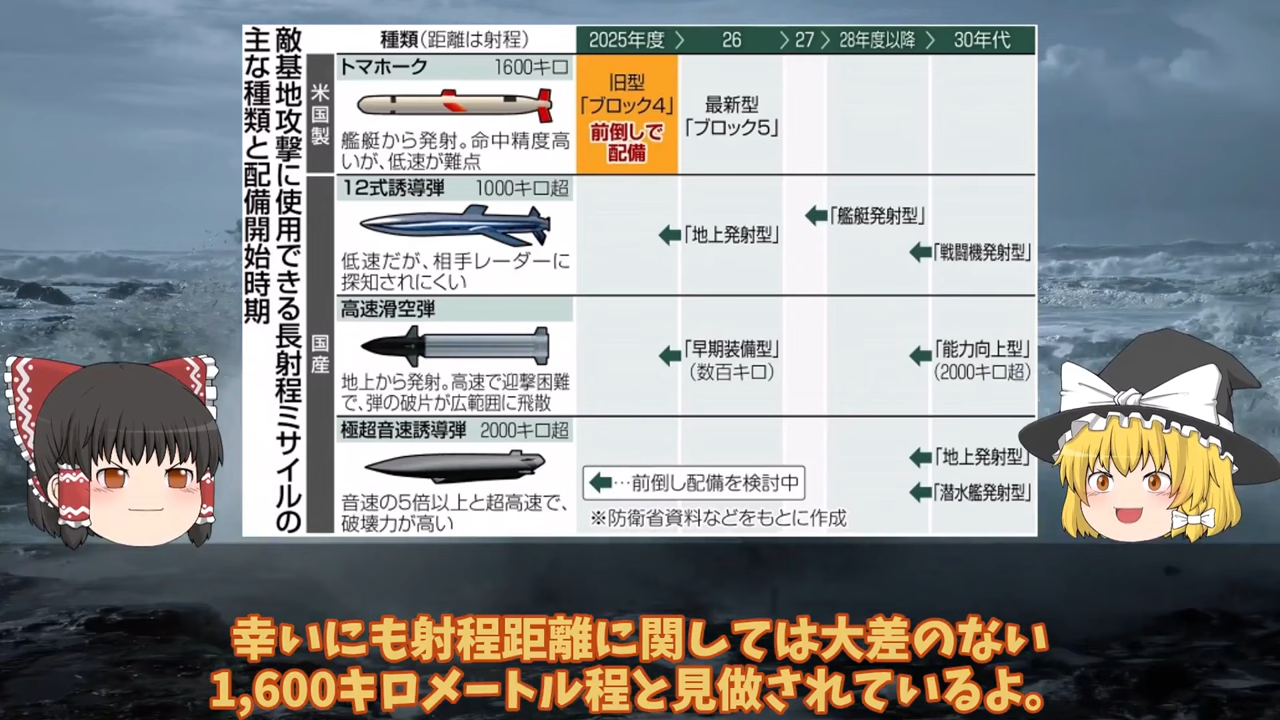 敵基地攻撃に使用できる長射程ミサイルの
主な種類と配備開始時期
種類(距離は射程)
2025年度 > 26 > 27 > 28年度以降 > 30年代
米国製
トマホーク 1600キロ
艦艇から発射。命中精度高
いが、低速が難点
旧型
「ブロック4」
前倒しで
配備
最新型
「ブロック5」
国産
12式誘導弾 1000キロ超
低速だが、相手レーダーに
探知されにくい
←「地上発射型」
←「艦艇発射型」
←「戦闘機発射型」
高速滑空弾
地上から発射。高速で迎撃困難
で、弾の破片が広範囲に飛散
←「早期装備型」
(数百キロ)
←「能力向上型」
(2000キロ超)
極超音速誘導弾 2000キロ超
音速の5倍以上と超高速で、
破壊力が高い
←「地上発射型」
←「潜水艦発射型」
←…前倒し配備を検討中
※防衛省資料などをもとに作成
幸いにも射程距離に関しては大差のない
1,600キロメートル程と見做されているよ。